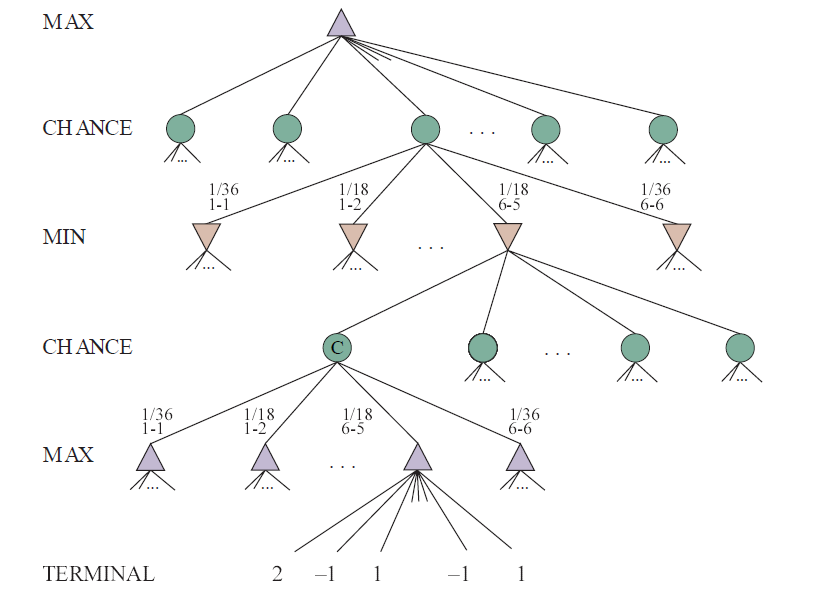 MAX
CHANCE
...
... ... ... ... ...
1/36 1/18 1/18 1/36
1-1 1-2 6-5 6-6
MIN
...
... ... ...
CHANCE
C
...
... ... ...
1/36 1/18 1/18 1/36
1-1 1-2 6-5 6-6
MAX
...
... ... ...
TERMINAL 2 –1 1 –1 1